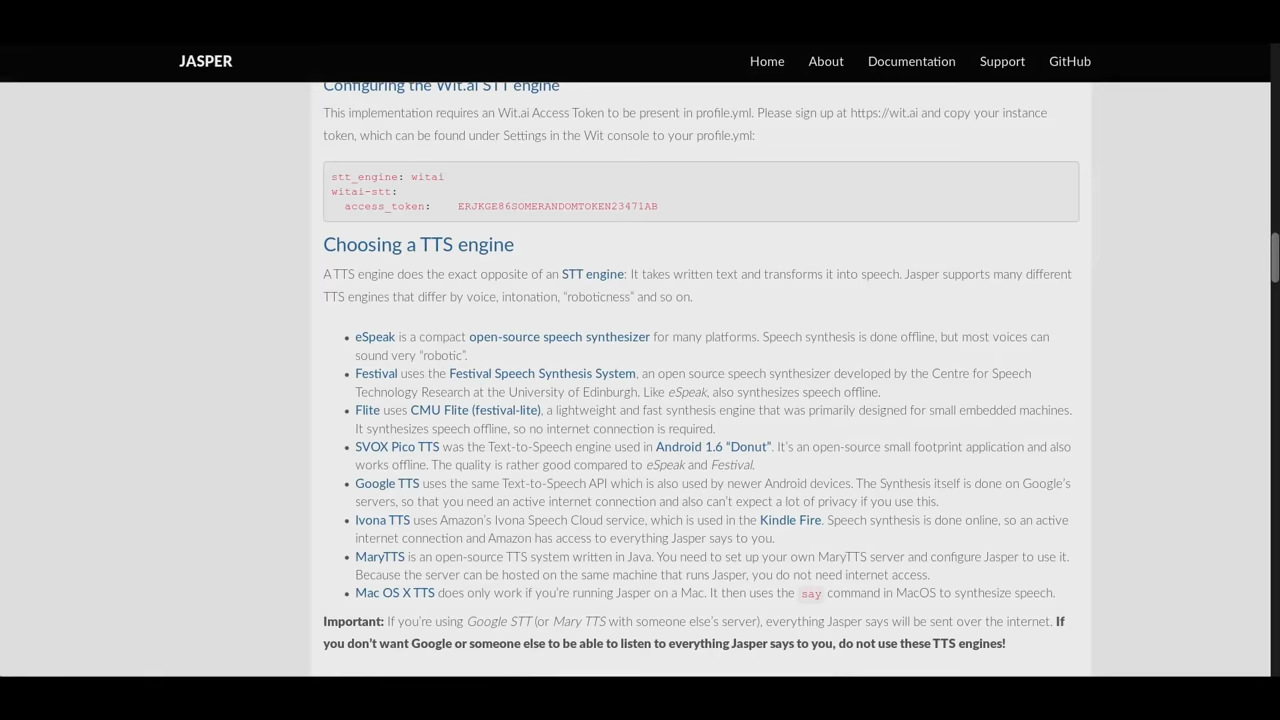 JASPER
Home About Documentation Support GitHub
Configuring the Wit.ai STT engine
This implementation requires an Wit.ai Access Token to be present in profile.yml. Please sign up at https://wit.ai and copy your instance
token, which can be found under Settings in the Wit console to your profile.yml:
stt_engine: witai
witai-stt:
access_token: ERJKGE86SOMERANDOMTOKEN23471AB
Choosing a TTS engine
A TTS engine does the exact opposite of an STT engine: It takes written text and transforms it into speech. Jasper supports many different
TTS engines that differ by voice, intonation, “roboticness” and so on.
• eSpeak is a compact open-source speech synthesizer for many platforms. Speech synthesis is done offline, but most voices can
sound very “robotic”.
• Festival uses the Festival Speech Synthesis System, an open source speech synthesizer developed by the Centre for Speech
Technology Research at the University of Edinburgh. Like eSpeak, also synthesizes speech offline.
• Flite uses CMU Flite (festival-lite), a lightweight and fast synthesis engine that was primarily designed for small embedded machines.
It synthesizes speech offline, so no internet connection is required.
• SVOX Pico TTS was the Text-to-Speech engine used in Android 1.6 “Donut”. It’s an open-source small footprint application and also
works offline. The quality is rather good compared to eSpeak and Festival.
• Google TTS uses the same Text-to-Speech API which is also used by newer Android devices. The Synthesis itself is done on Google’s
servers, so that you need an active internet connection and also can’t expect a lot of privacy if you use this.
• Ivona TTS uses Amazon’s Ivona Speech Cloud service, which is used in the Kindle Fire. Speech synthesis is done online, so an active
internet connection and Amazon has access to everything Jasper says to you.
• MaryTTS is an open-source TTS system written in Java. You need to set up your own MaryTTS server and configure Jasper to use it.
Because the server can be hosted on the same machine that runs Jasper, you do not need internet access.
• Mac OS X TTS does only work if you’re running Jasper on a Mac. It then uses the say command in MacOS to synthesize speech.
Important: If you’re using Google STT (or Mary TTS with someone else’s server), everything Jasper says will be sent over the internet. If
you don’t want Google or someone else to be able to listen to everything Jasper says to you, do not use these TTS engines!